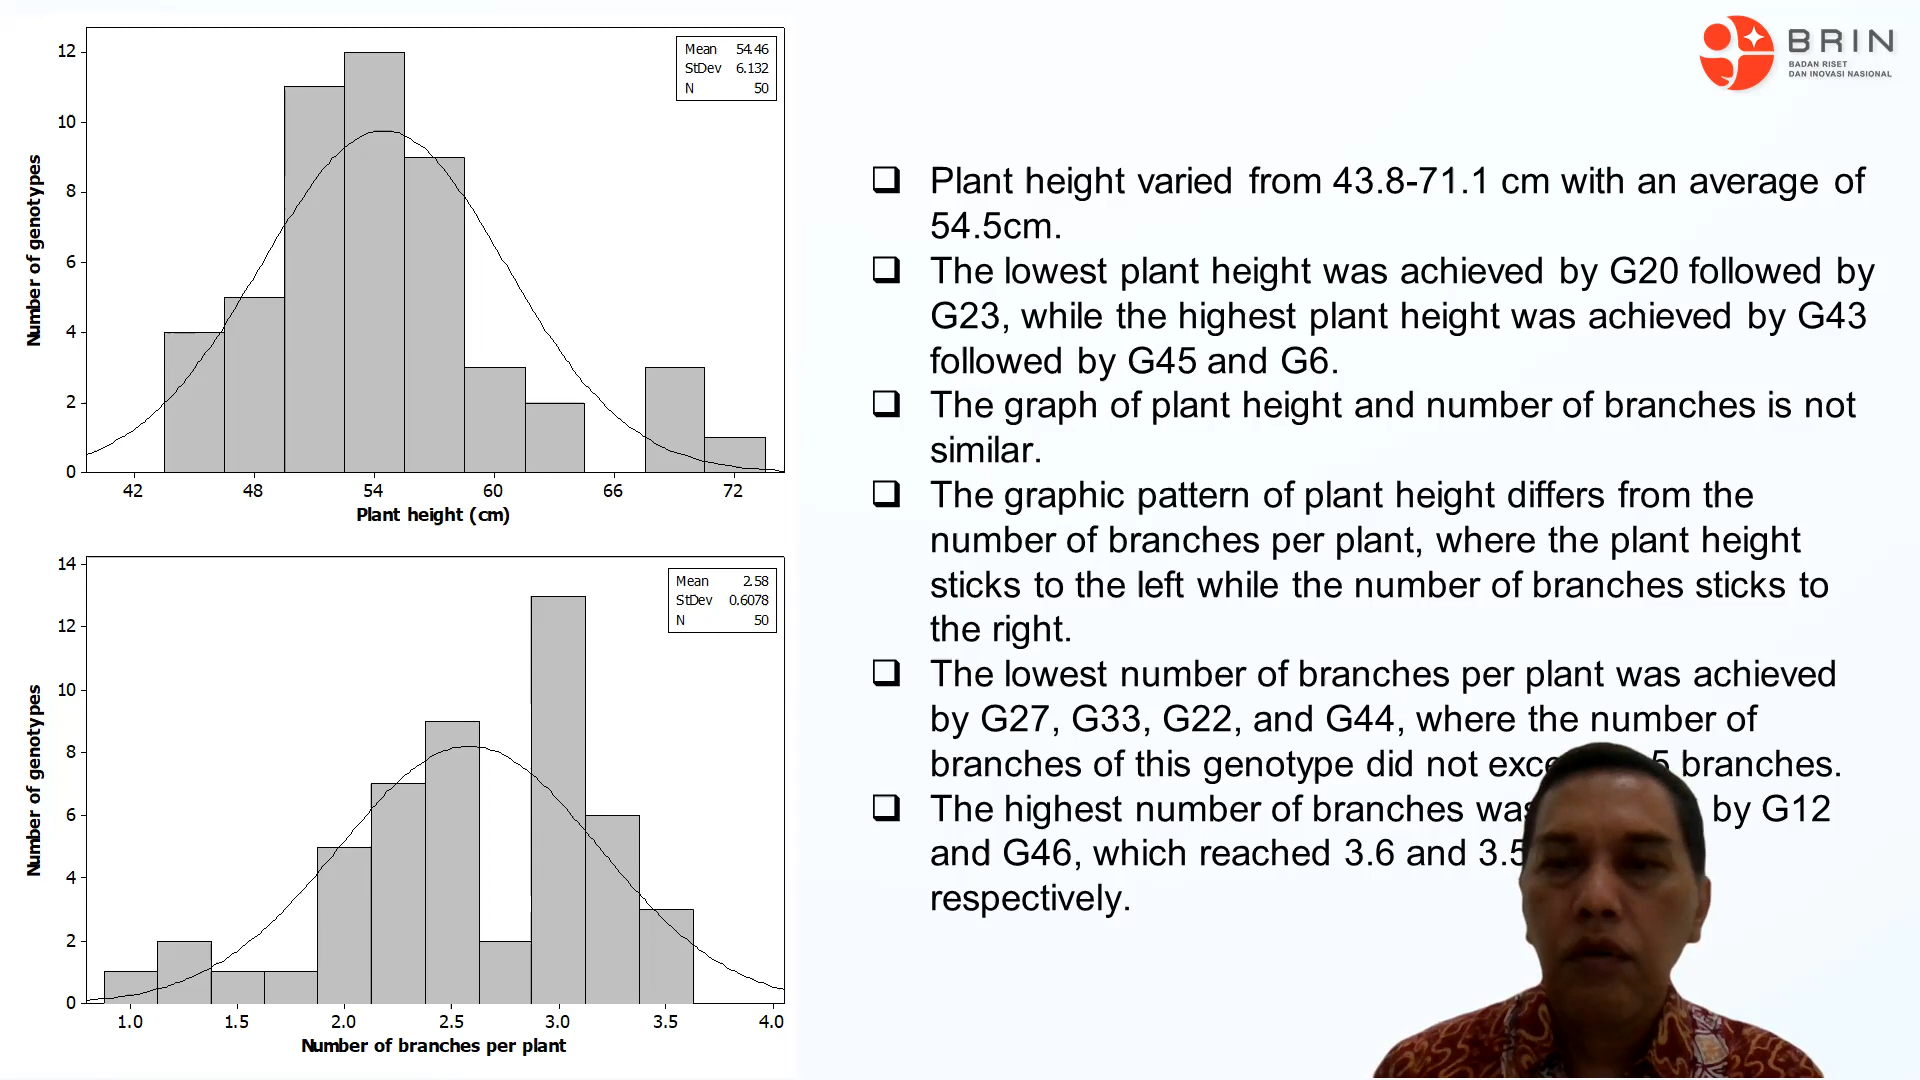 12
10
8
6
4
2
0
Number of genotypes
Mean 54.46
StDev 6.132
N 50
42 48 54 60 66 72
Plant height (cm)
14
12
10
8
6
4
2
0
Number of genotypes
Mean 2.58
StDev 0.6078
N 50
1.0 1.5 2.0 2.5 3.0 3.5 4.0
Number of branches per plant
BRIN
BADAN RISET
DAN INOVASI NASIONAL
Plant height varied from 43.8-71.1 cm with an average of
54.5cm.
The lowest plant height was achieved by G20 followed by
G23, while the highest plant height was achieved by G43
followed by G45 and G6.
The graph of plant height and number of branches is not
similar.
The graphic pattern of plant height differs from the
number of branches per plant, where the plant height
sticks to the left while the number of branches sticks to
the right.
The lowest number of branches per plant was achieved
by G27, G33, G22, and G44, where the number of
branches of this genotype did not branches.
The highest number of branches was by G12
and G46, which reached 3.6 and 3.5
respectively.